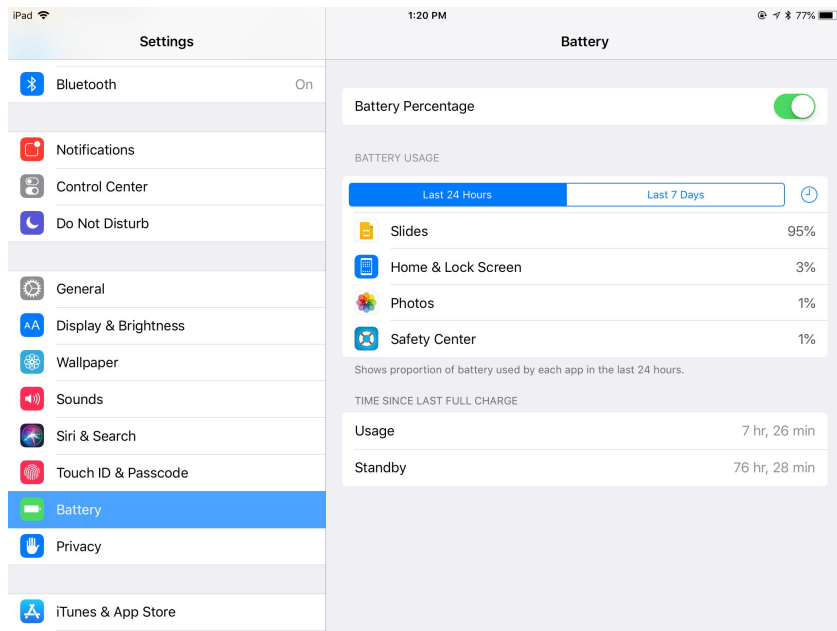 iPad 1:20 PM 77%
Settings
Bluetooth On
Notifications
Control Center
Do Not Disturb
General
AA Display & Brightness
Wallpaper
Sounds
Siri & Search
Touch ID & Passcode
Battery
Privacy
iTunes & App Store
Battery
Battery Percentage
BATTERY USAGE
Last 24 Hours Last 7 Days
Slides 95%
Home & Lock Screen 3%
Photos 1%
Safety Center 1%
Shows proportion of battery used by each app in the last 24 hours.
TIME SINCE LAST FULL CHARGE
Usage 7 hr, 26 min
Standby 76 hr, 28 min